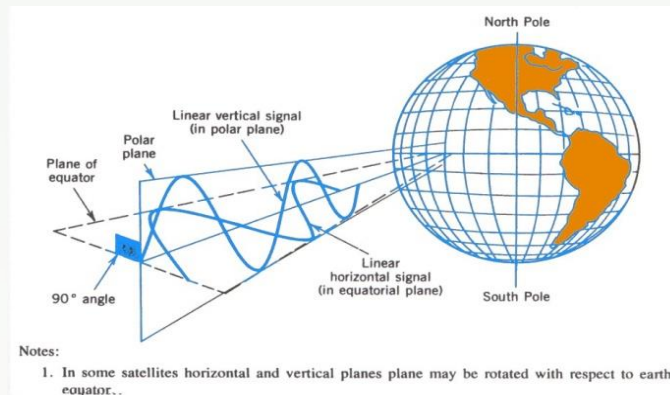 North Pole
Linear vertical signal
(in polar plane)
Polar
plane
Plane of
equator
90° angle
Linear
horizontal signal
(in equatorial plane)
South Pole
Notes:
1. In some satellites horizontal and vertical planes plane may be rotated with respect to earth
equator..